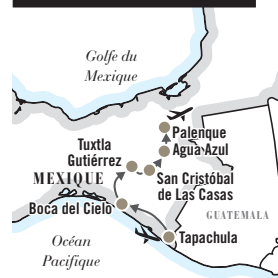 Golfe du
Mexique
Palenque
Agua Azul
Tuxtla
Gutiérrez
San Cristóbal
de Las Casas
MEXIQUE
Boca del Cielo
GUATEMALA
Tapachula
Océan
Pacifique